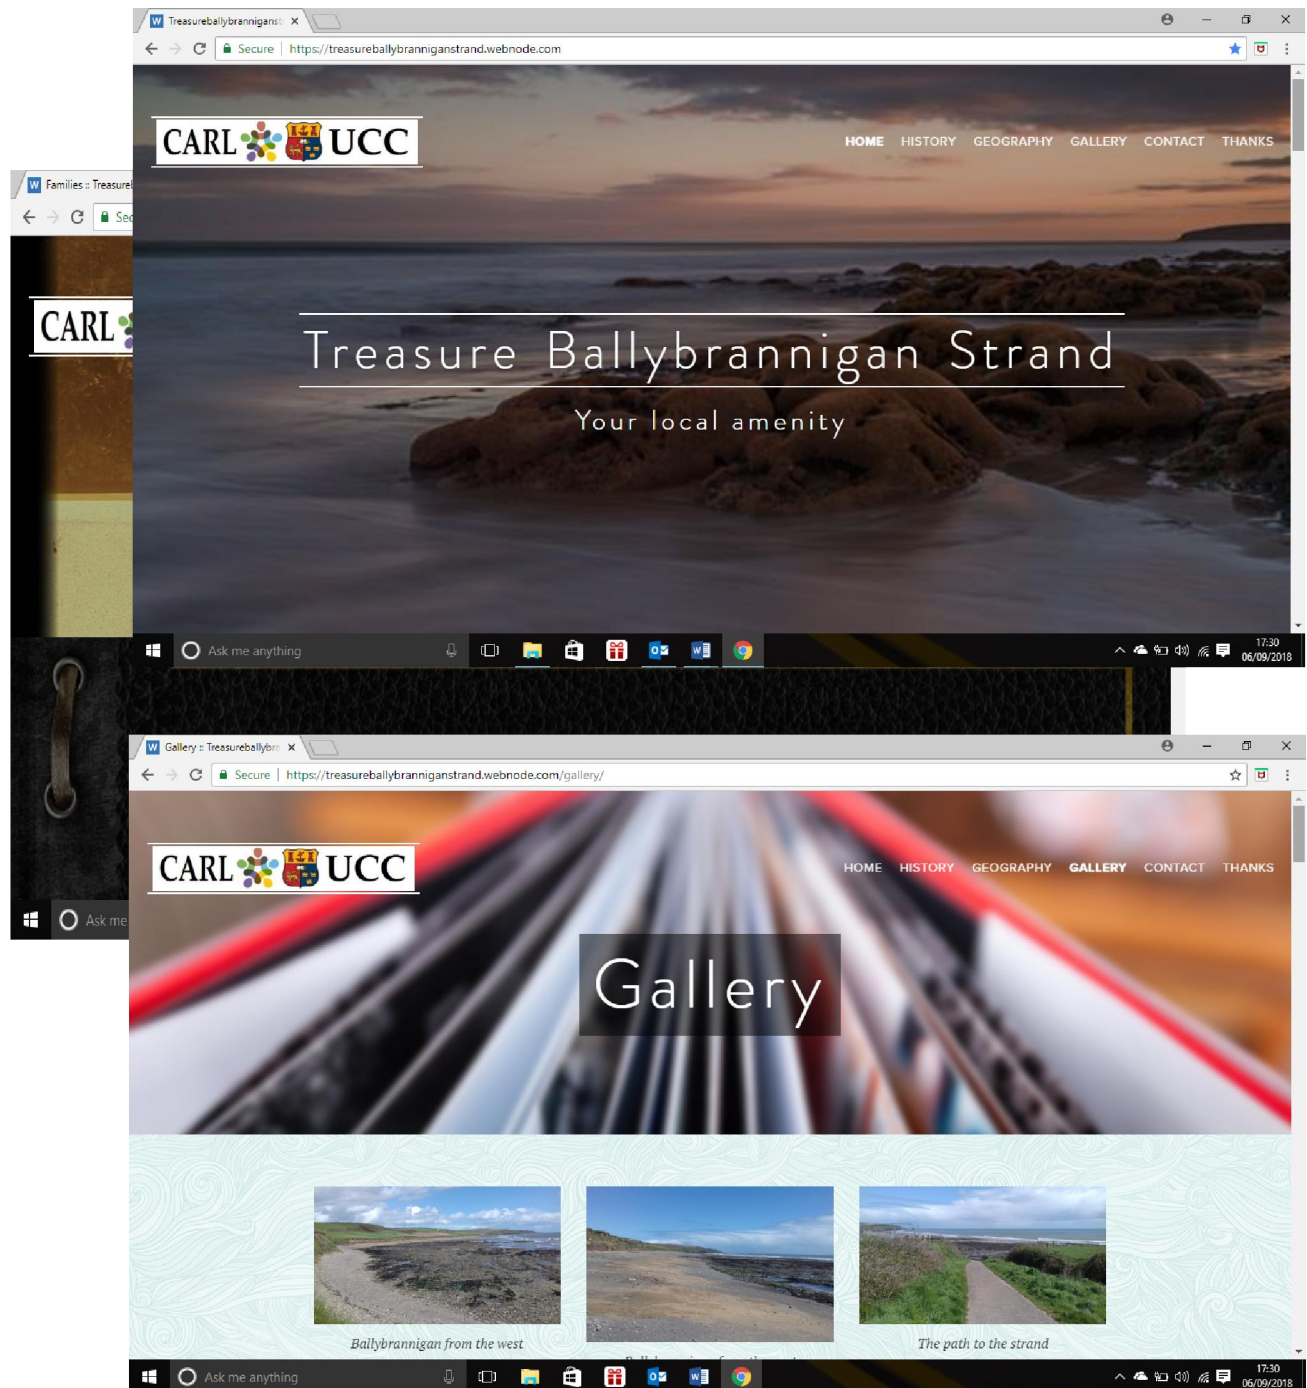 Treasureballybranniganst
Secure https://treasureballybranniganstrand.webnode.com
CARL UCC
HOME HISTORY GEOGRAPHY GALLERY CONTACT THANKS
Treasure Ballybrannigan Strand
Your local amenity
Ask me anything
17:30
06/09/2018
Families :: Treasure
Sec
CARL
Ask me
Gallery :: Treasureballybra
Secure https://treasureballybranniganstrand.webnode.com/gallery/
CARL UCC
HOME HISTORY GEOGRAPHY GALLERY CONTACT THANKS
Gallery
Ballybrannigan from the west
The path to the strand
Ask me anything
17:30
06/09/2018